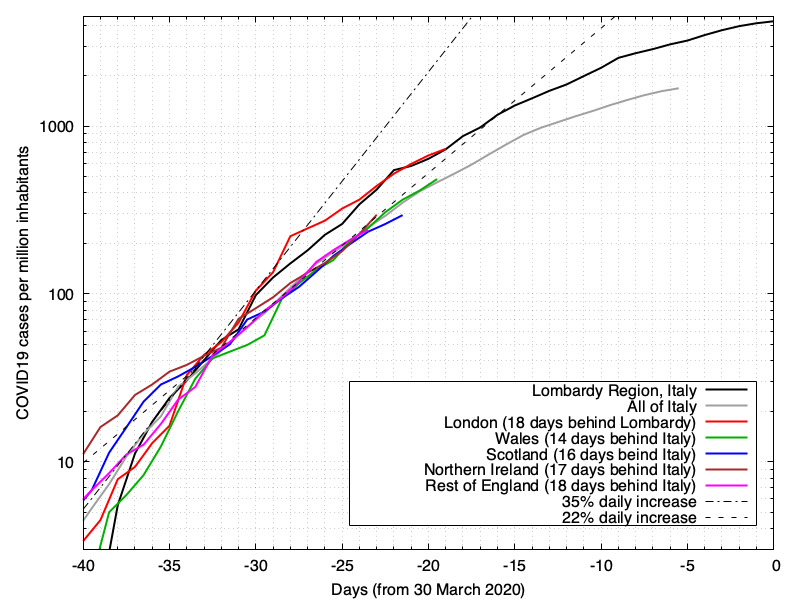 1000
100
10
COVID19 cases per million inhabitants
Lombardy Region, Italy
All of Italy
London (18 days behind Lombardy)
Wales (14 days behind Italy)
Scotland (16 days beind Italy)
Northern Ireland (17 days behind Italy)
Rest of England (18 days behind Italy)
35% daily increase
22% daily increase
-40 -35 -30 -25 -20 -15 -10 -5 0
Days (from 30 March 2020)